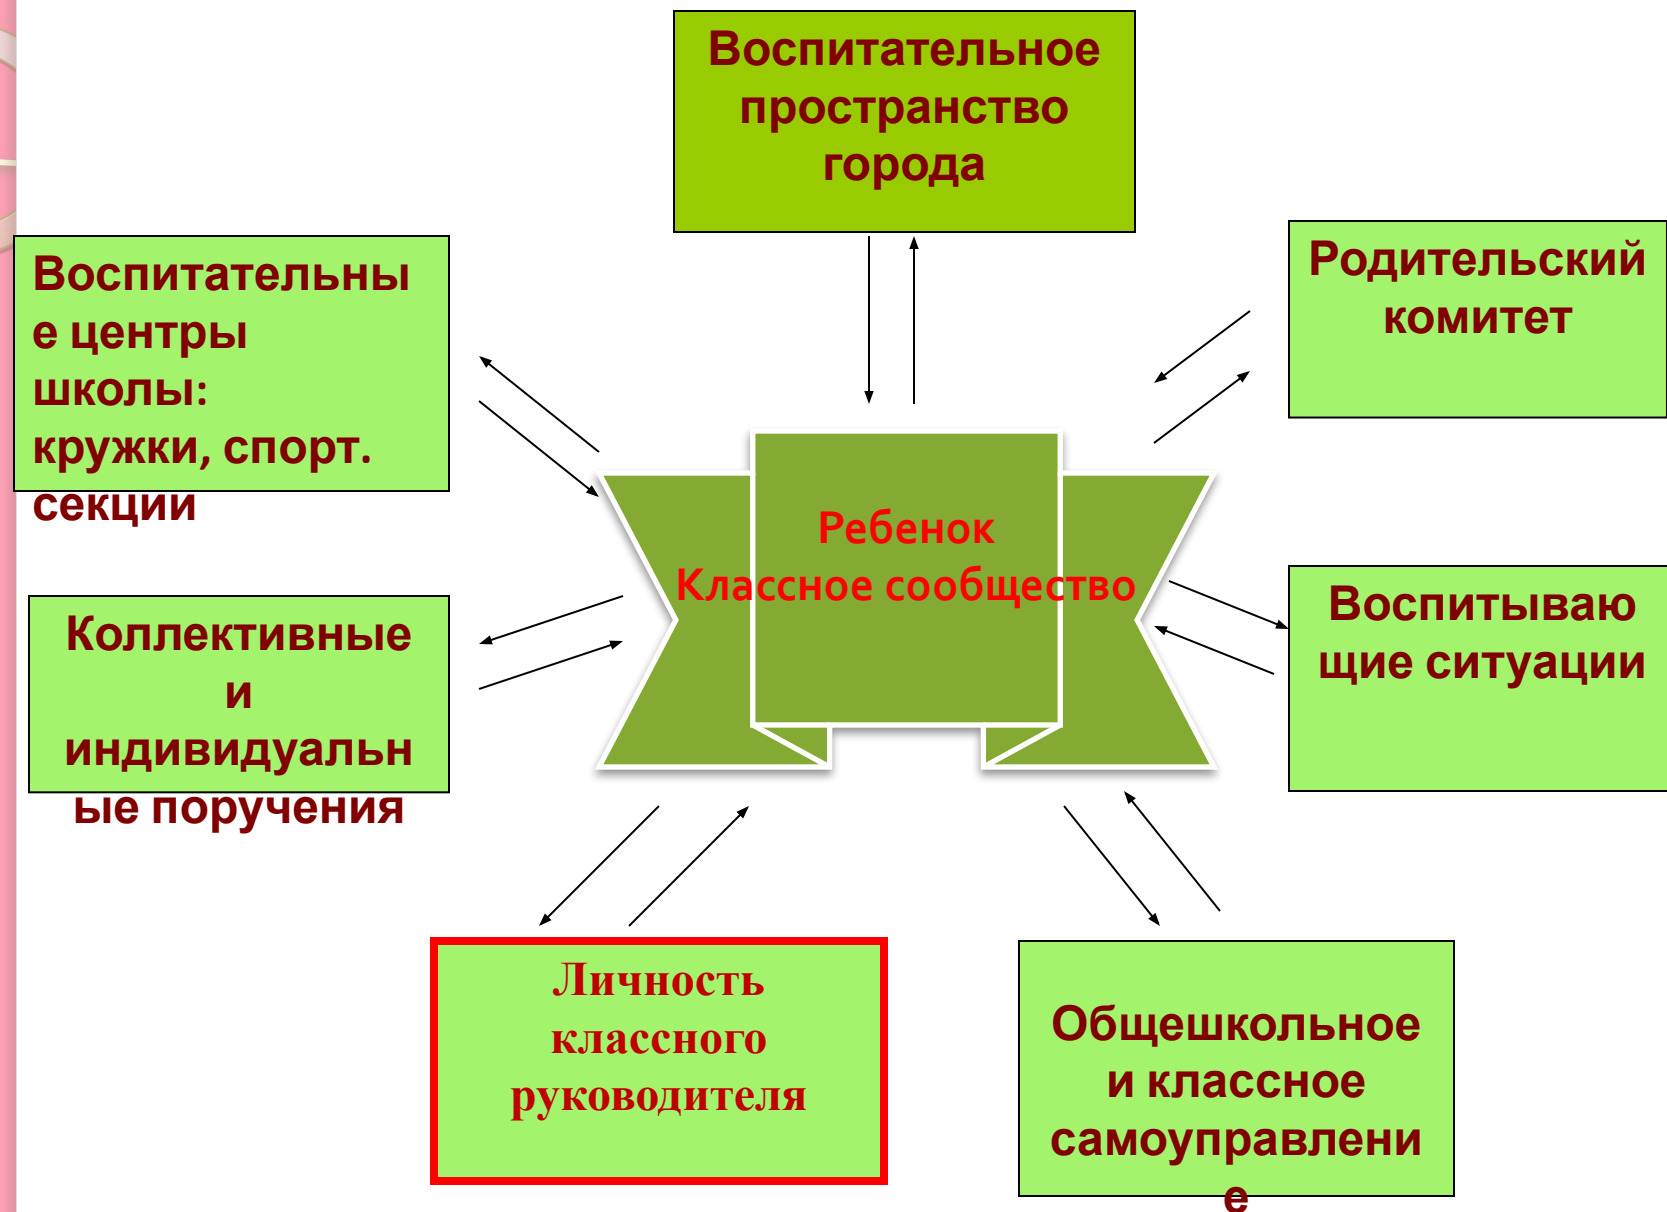 Воспитательное
пространство
города
Воспитательны
е центры
школы:
кружки, спорт.
секции
Родительский
комитет
Ребенок
Классное сообщество
Коллективные
и
индивидуальн
ые поручения
Воспитываю
щие ситуации
Личность
классного
руководителя
Общешкольное
и классное
самоуправлени
е